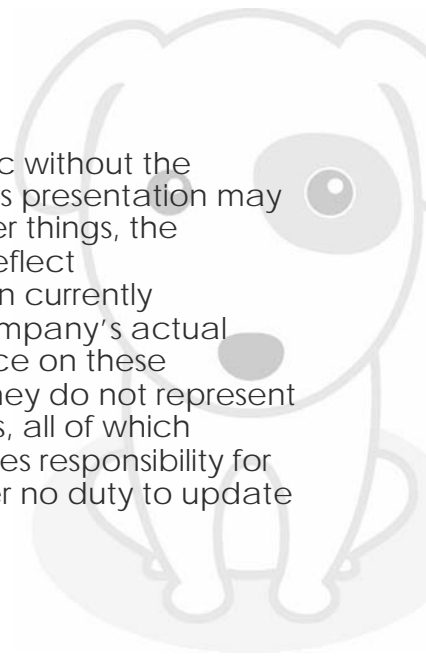 c without the
s presentation may
er things, the
eflect
n currently
mpany's actual
ce on these
hey do not represent
s, all of which
es responsibility for
er no duty to update